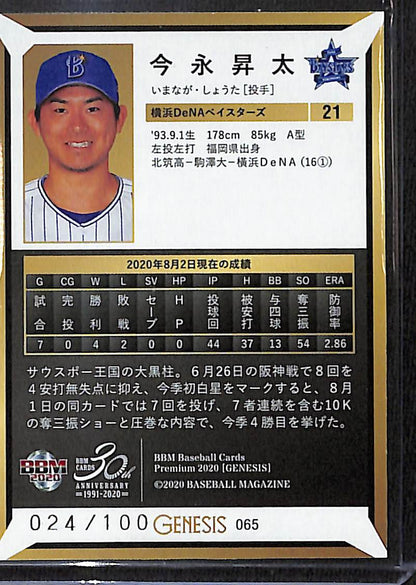 今永昇太
BAYSTARS
いまなが・しょうた[投手]
横浜DeNAベイスターズ 21
'93.9.1生 178cm 85kg A型
左投左打 福岡県出身
北筑高－駒澤大－横浜DeNA (16①)
2020年8月2日現在の成績
G CG W L SV HP IP H BB SO ERA
試合 完投 勝利 敗戦 セーブ HP 投球回 被安打 与四球 奪三振 防御率
7 0 4 2 0 0 44 37 13 54 2.86
サウスポー王国の大黒柱。6月26日の阪神戦で8回を
4安打無失点に抑え、今季初白星をマークすると、8月
1日の同カードでは7回を投げ、7者連続を含む10K
の奪三振ショーと圧巻な内容で、今季4勝目を挙げた。
BBM 2020
BBM CARDS 30th ANNIVERSARY 1991-2020
BBM Baseball Cards
Premium 2020 [GENESIS]
©2020 BASEBALL MAGAZINE
024/100 GENESIS 065